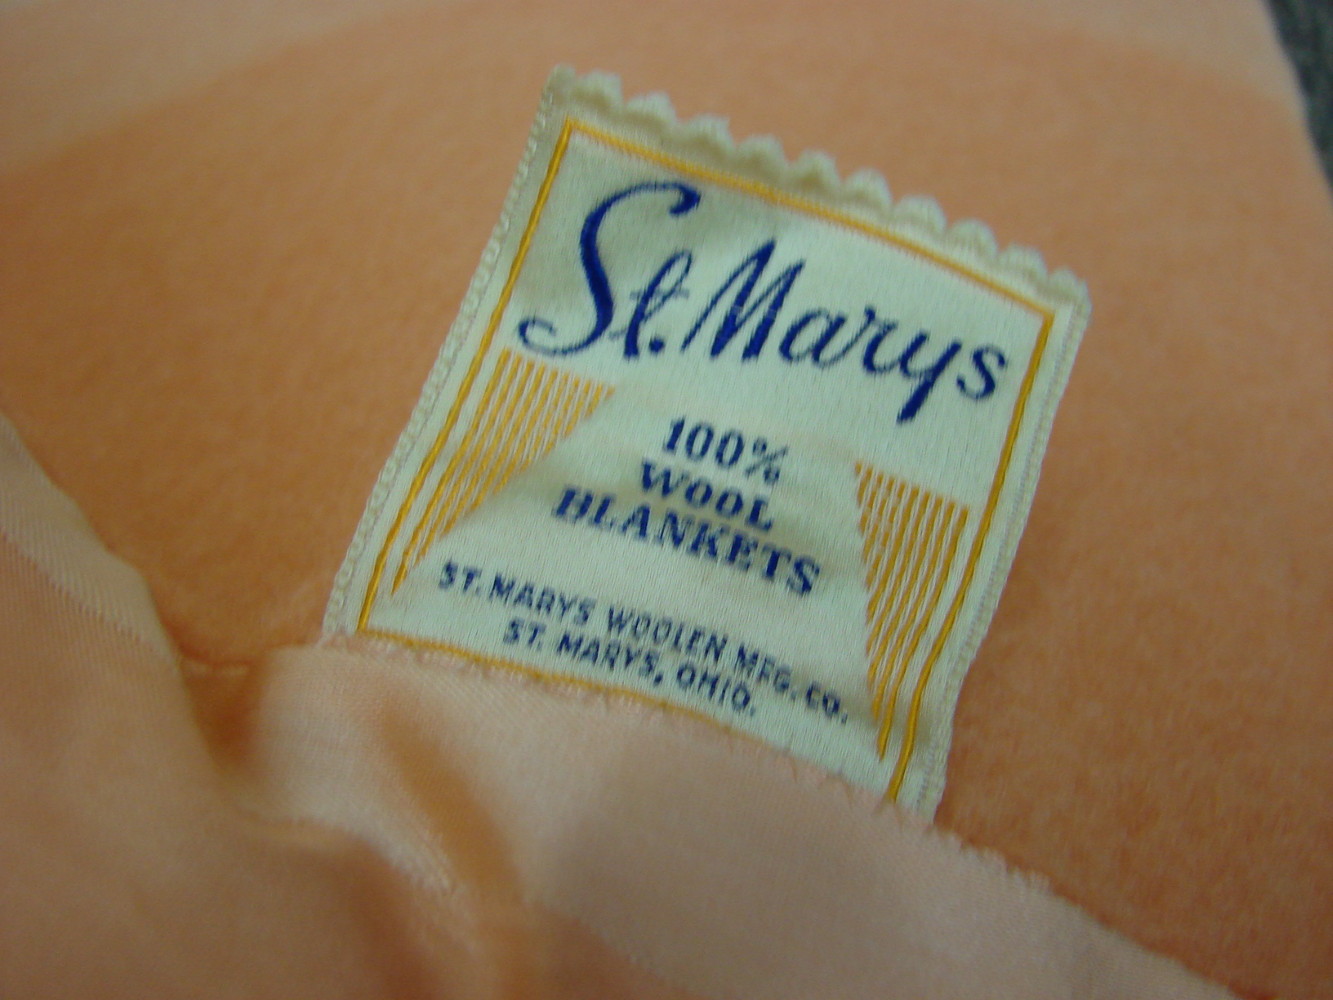 St. Marys
100%
WOOL
BLANKETS
ST. MARYS WOOLEN MFG. CO.
ST. MARYS, OHIO.